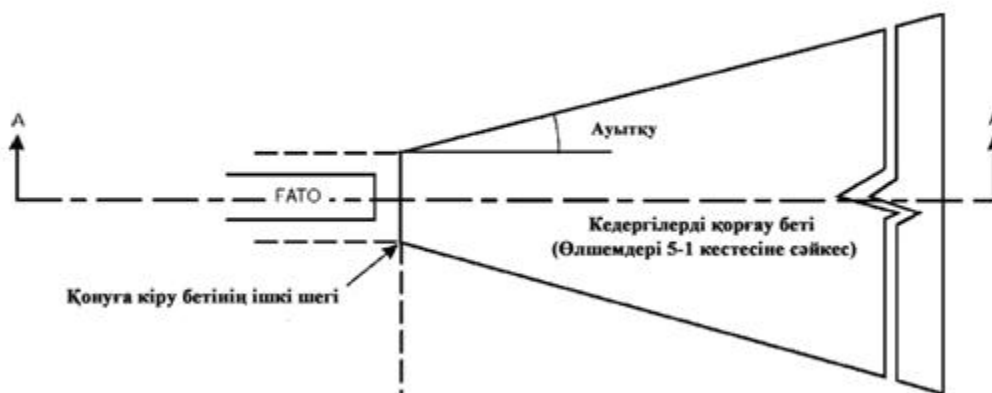 A
A
Ауытқу
FATO
Кедергілерді қорғау беті
(Өлшемдері 5-1 кестесіне сәйкес)
Қонуға кіру бетінің ішкі шегі